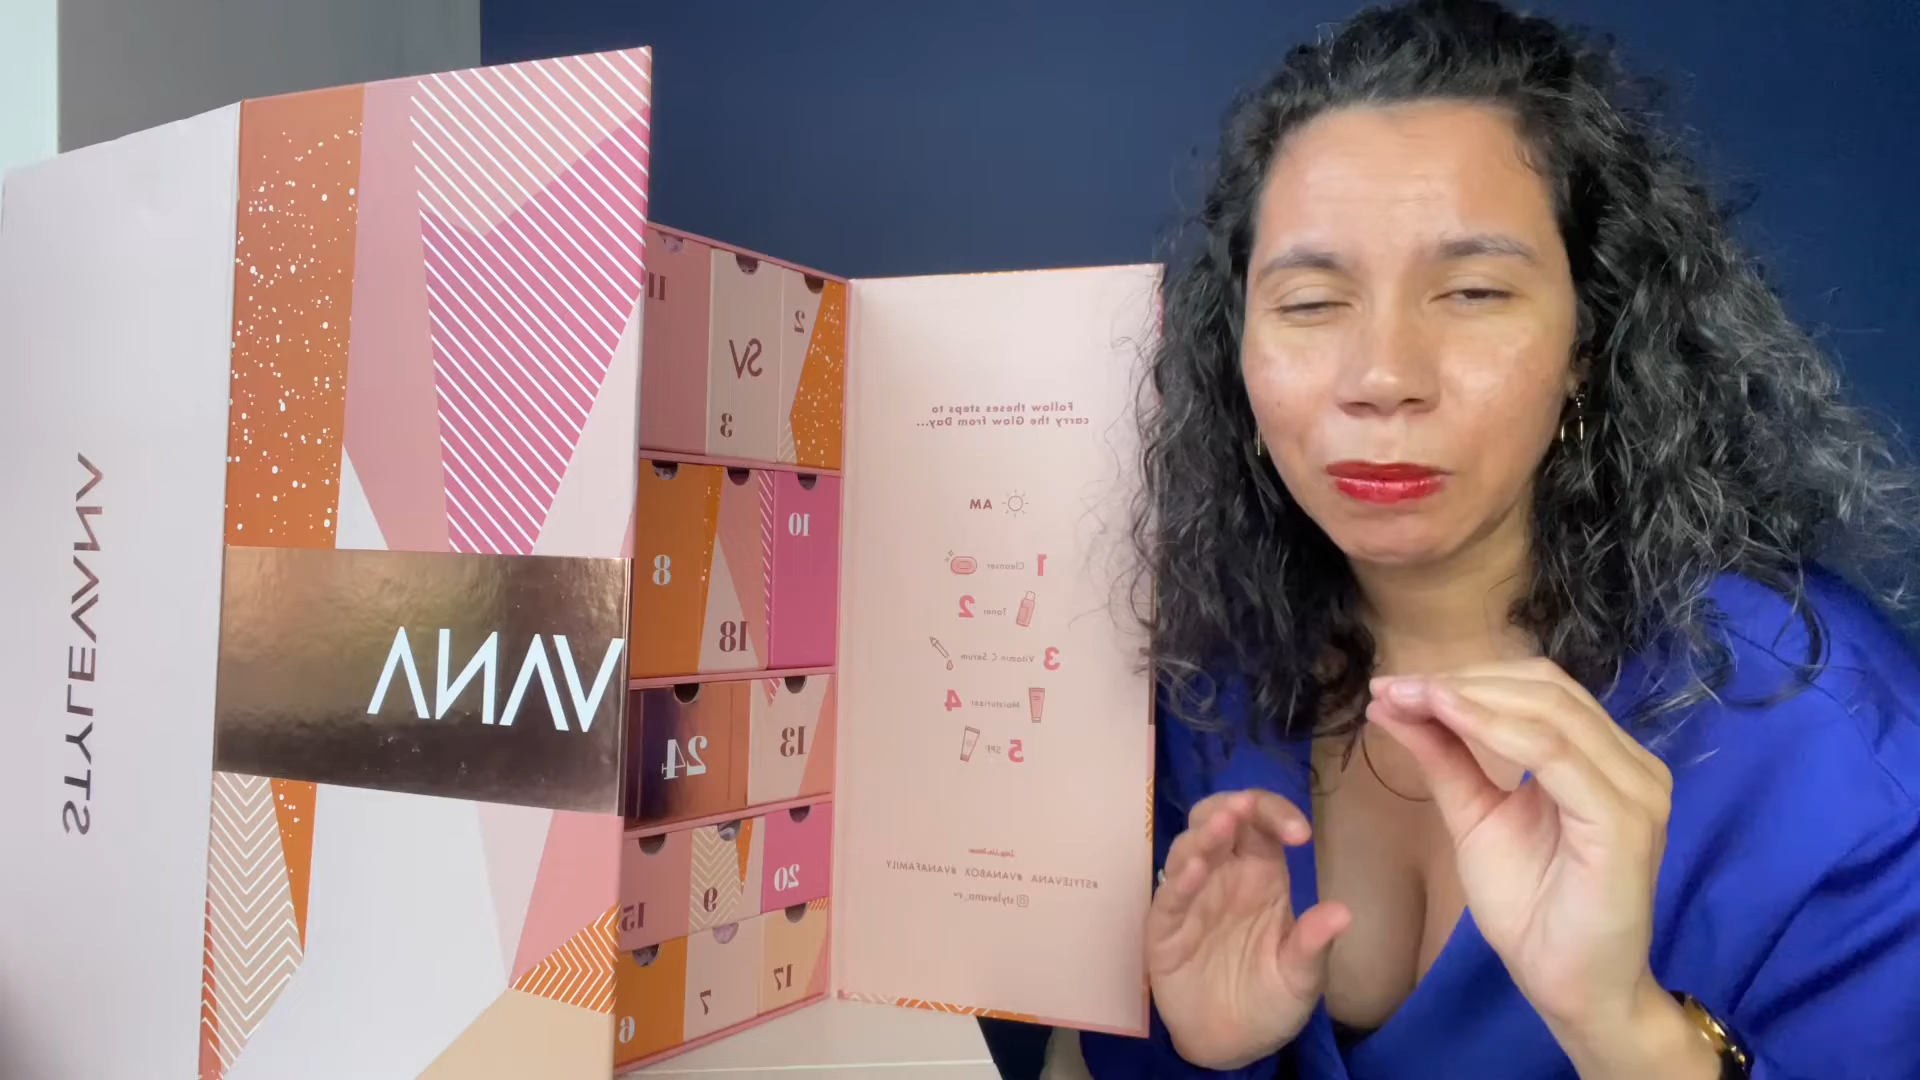 STYLEVANA
VANA
11
SV
3
2
8
18
10
24
13
15
9
20
6
7
17
Follow theses steps to
carry the Glow from Day...
AM
1 Cleanser
2 Toner
3 Vitamin C Serum
4 Moisturiser
5 SPF
#STYLEVANA #VANABOX #VANAFAMILY